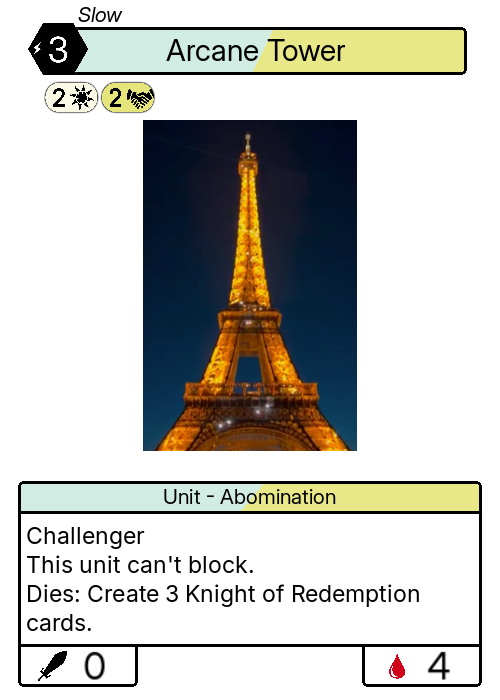 Slow
3 Arcane Tower
2 2
Unit - Abomination
Challenger
This unit can't block.
Dies: Create 3 Knight of Redemption
cards.
0 4